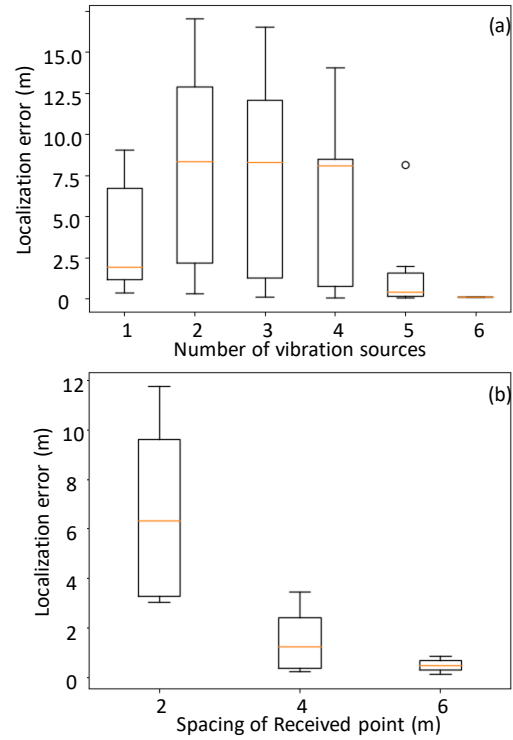 (a)
Localization error (m)
15.0
12.5
10.0
7.5
5.0
2.5
0
1 2 3 4 5 6
Number of vibration sources
(b)
Localization error (m)
12
10
8
6
4
2
0
2 4 6
Spacing of Received point (m)